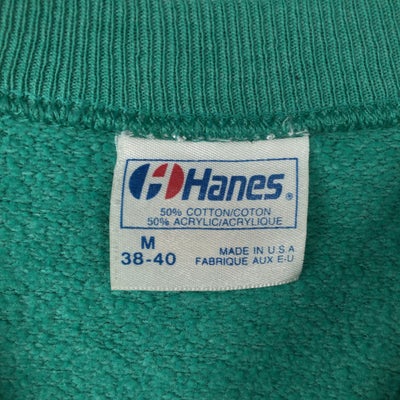 Hanes®
50% COTTON/COTON
50% ACRYLIC/ACRYLIQUE
M
38-40
MADE IN U.S.A
FABRIQUE AUX E-U